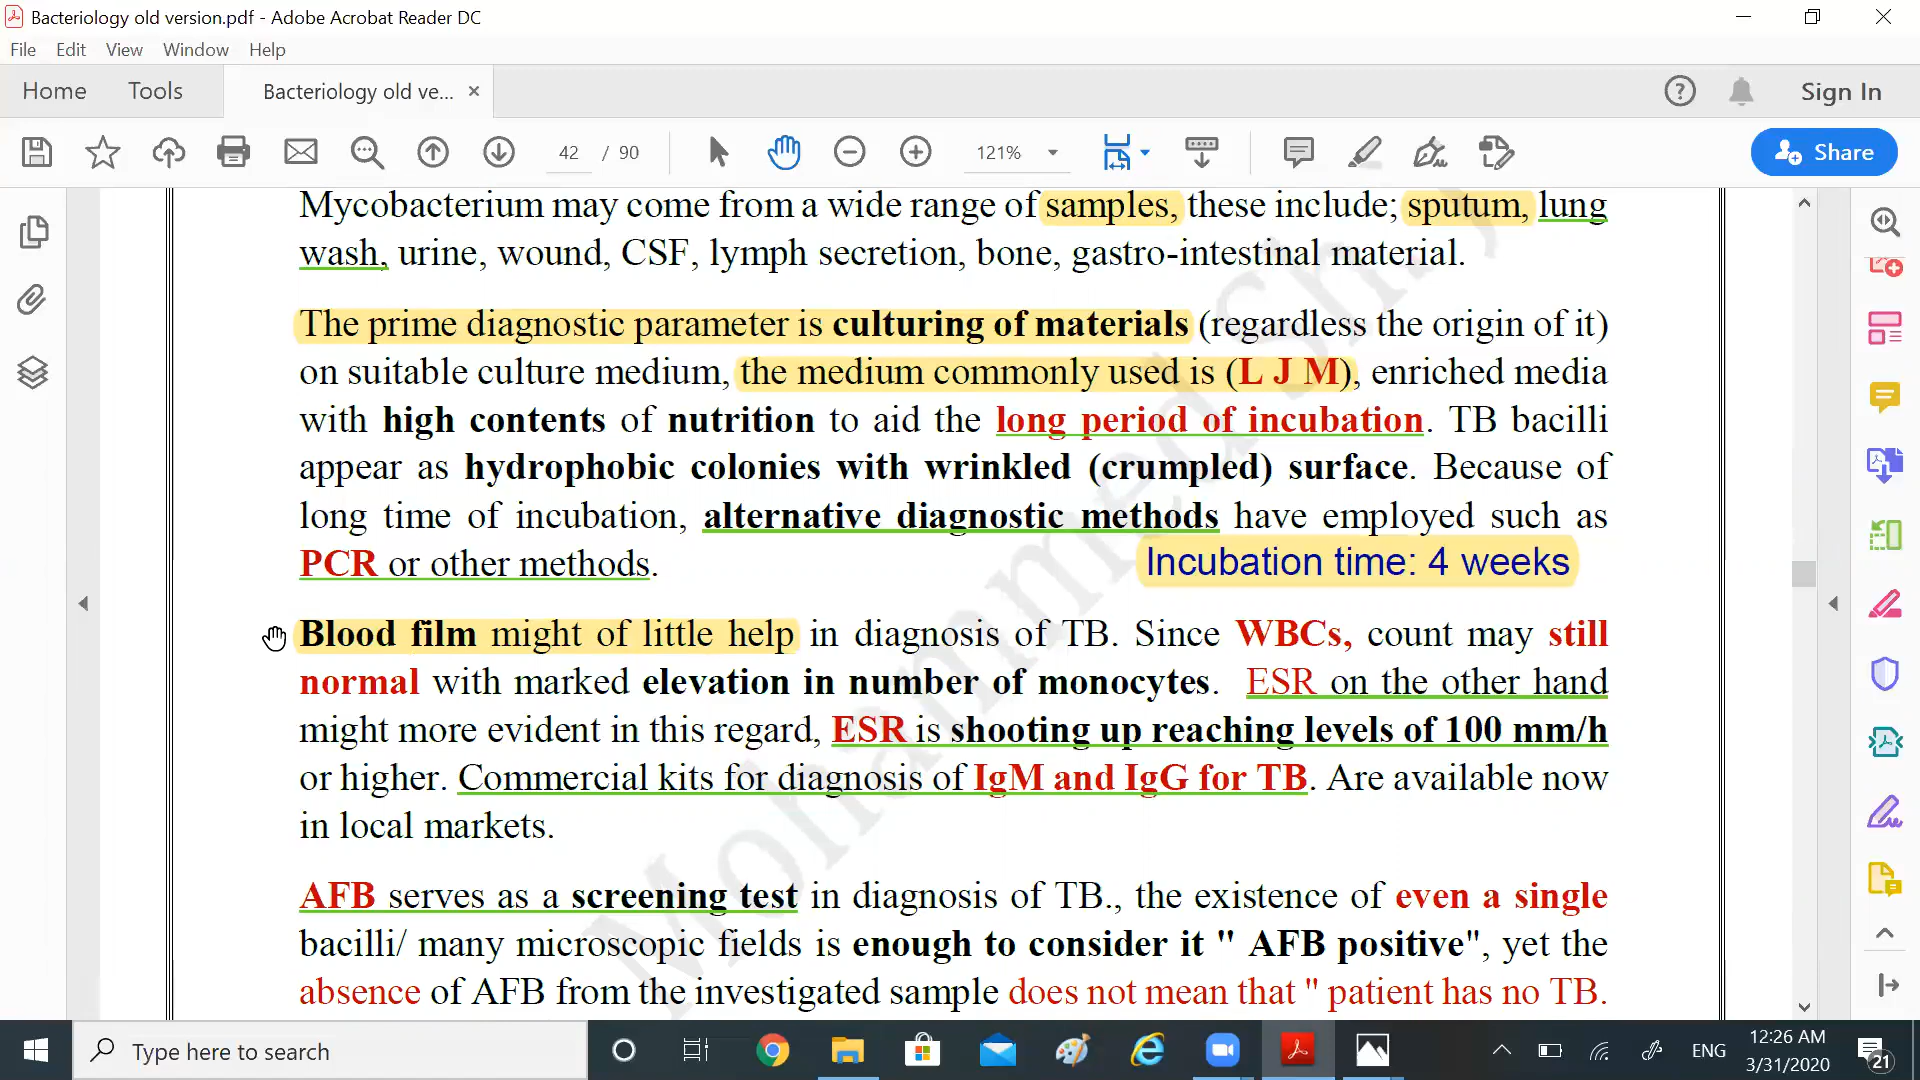 Bacteriology old version.pdf - Adobe Acrobat Reader DC
File Edit View Window Help
Home Tools Bacteriology old ve... × Sign In
42 / 90 121% Share
Mycobacterium may come from a wide range of samples, these include; sputum, lung
wash, urine, wound, CSF, lymph secretion, bone, gastro-intestinal material.
The prime diagnostic parameter is culturing of materials (regardless the origin of it)
on suitable culture medium, the medium commonly used is (L J M), enriched media
with high contents of nutrition to aid the long period of incubation. TB bacilli
appear as hydrophobic colonies with wrinkled (crumpled) surface. Because of
long time of incubation, alternative diagnostic methods have employed such as
PCR or other methods.
Incubation time: 4 weeks
Blood film might of little help in diagnosis of TB. Since WBCs, count may still
normal with marked elevation in number of monocytes. ESR on the other hand
might more evident in this regard, ESR is shooting up reaching levels of 100 mm/h
or higher. Commercial kits for diagnosis of IgM and IgG for TB. Are available now
in local markets.
AFB serves as a screening test in diagnosis of TB., the existence of even a single
bacilli/ many microscopic fields is enough to consider it " AFB positive", yet the
absence of AFB from the investigated sample does not mean that " patient has no TB.
Mohammed
Type here to search
ENG
12:26 AM
3/31/2020
21